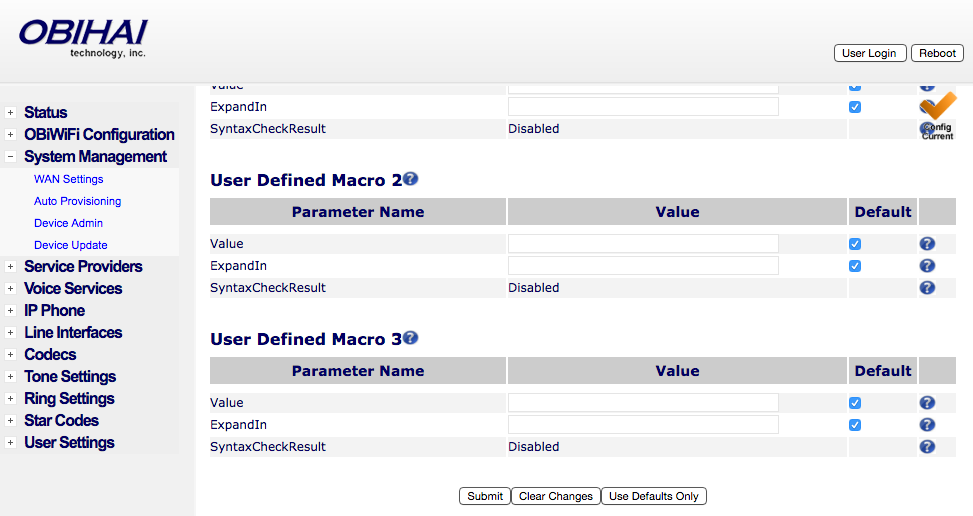 OBIHAI
technology, inc.
User Login Reboot
Value
ExpandIn
SyntaxCheckResult Disabled
Config
Current
Status
OBiWiFi Configuration
System Management
WAN Settings
Auto Provisioning
Device Admin
Device Update
Service Providers
Voice Services
IP Phone
Line Interfaces
Codecs
Tone Settings
Ring Settings
Star Codes
User Settings
User Defined Macro 2
Parameter Name Value Default
Value
ExpandIn
SyntaxCheckResult Disabled
User Defined Macro 3
Parameter Name Value Default
Value
ExpandIn
SyntaxCheckResult Disabled
Submit Clear Changes Use Defaults Only